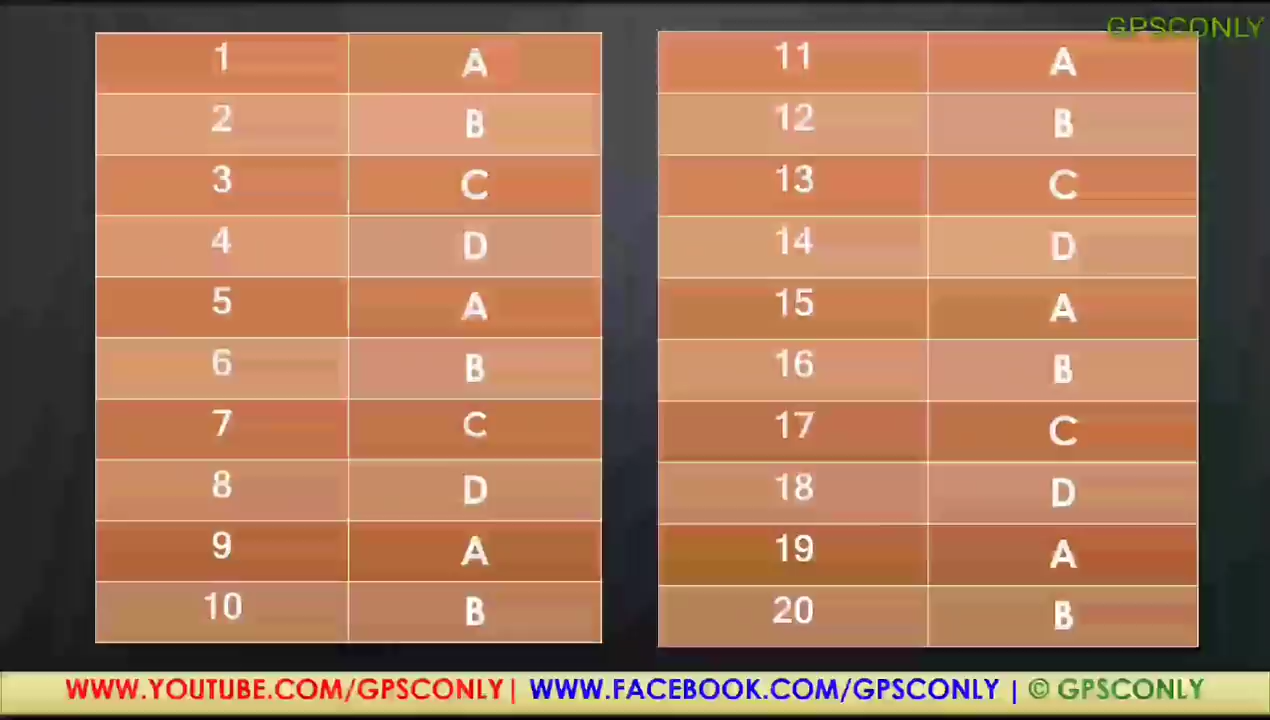 GPSCONLY
1 A
2 B
3 C
4 D
5 A
6 B
7 C
8 D
9 A
10 B
11 A
12 B
13 C
14 D
15 A
16 B
17 C
18 D
19 A
20 B
WWW.YOUTUBE.COM/GPSCONLY| WWW.FACEBOOK.COM/GPSCONLY | © GPSCONLY